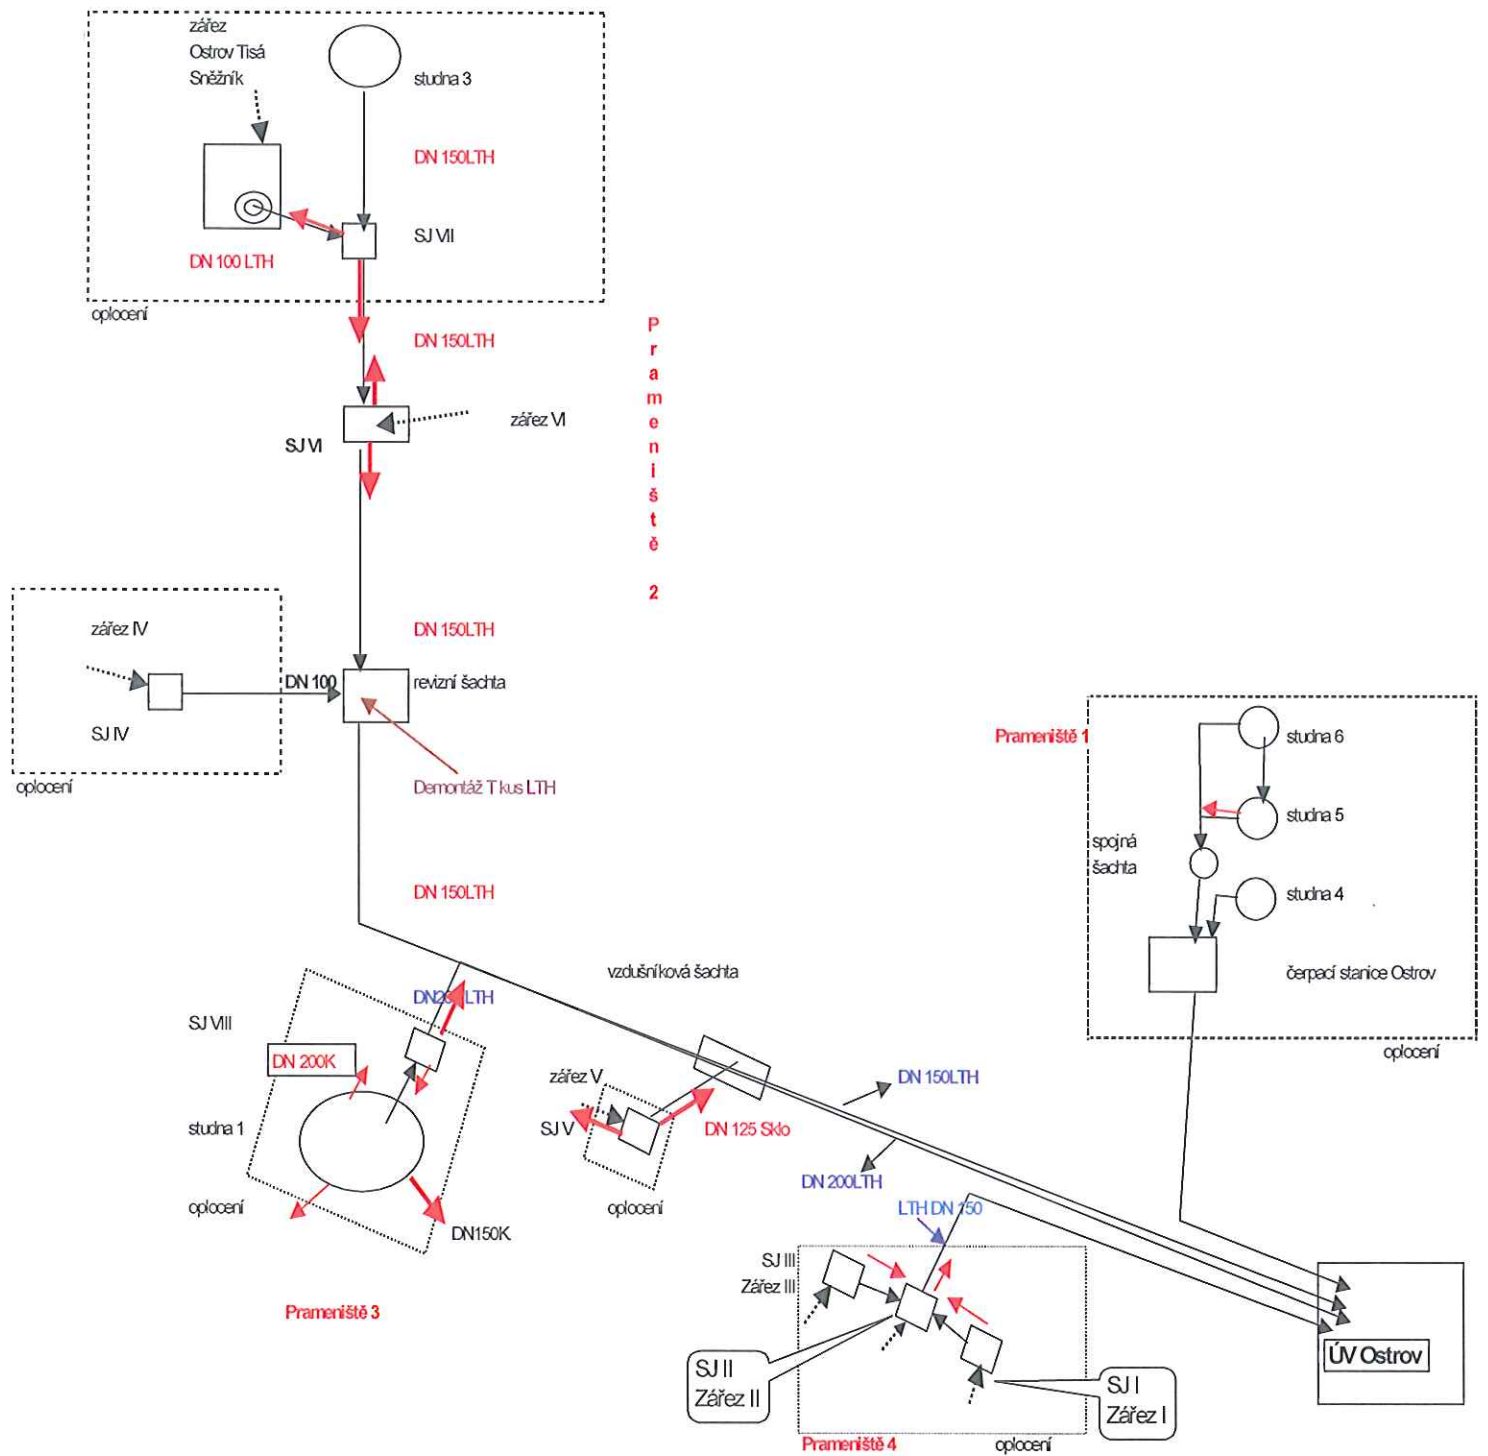 zářez
Ostrov Tisá
Sněžník
studna 3
DN 150LTH
SJ VII
DN 100 LTH
oplocení
DN 150LTH
Prameniště 2
zářez VI
SJ VI
zářez IV
DN 150LTH
DN 100
revizní šachta
SJ IV
oplocení
Demontáž T kus LTH
Prameniště 1
studna 6
studna 5
spojná
šachta
studna 4
čerpací stanice Ostrov
oplocení
DN 150LTH
vzdušníková šachta
DN200LTH
SJ VIII
DN 200K
studna 1
oplocení
DN150K
Prameniště 3
zářez V
SJ V
DN 125 Sklo
oplocení
DN 150LTH
DN 200LTH
LTH DN 150
SJ III
Zářez III
SJ II
Zářez II
SJ I
Zářez I
Prameniště 4
oplocení
ÚV Ostrov